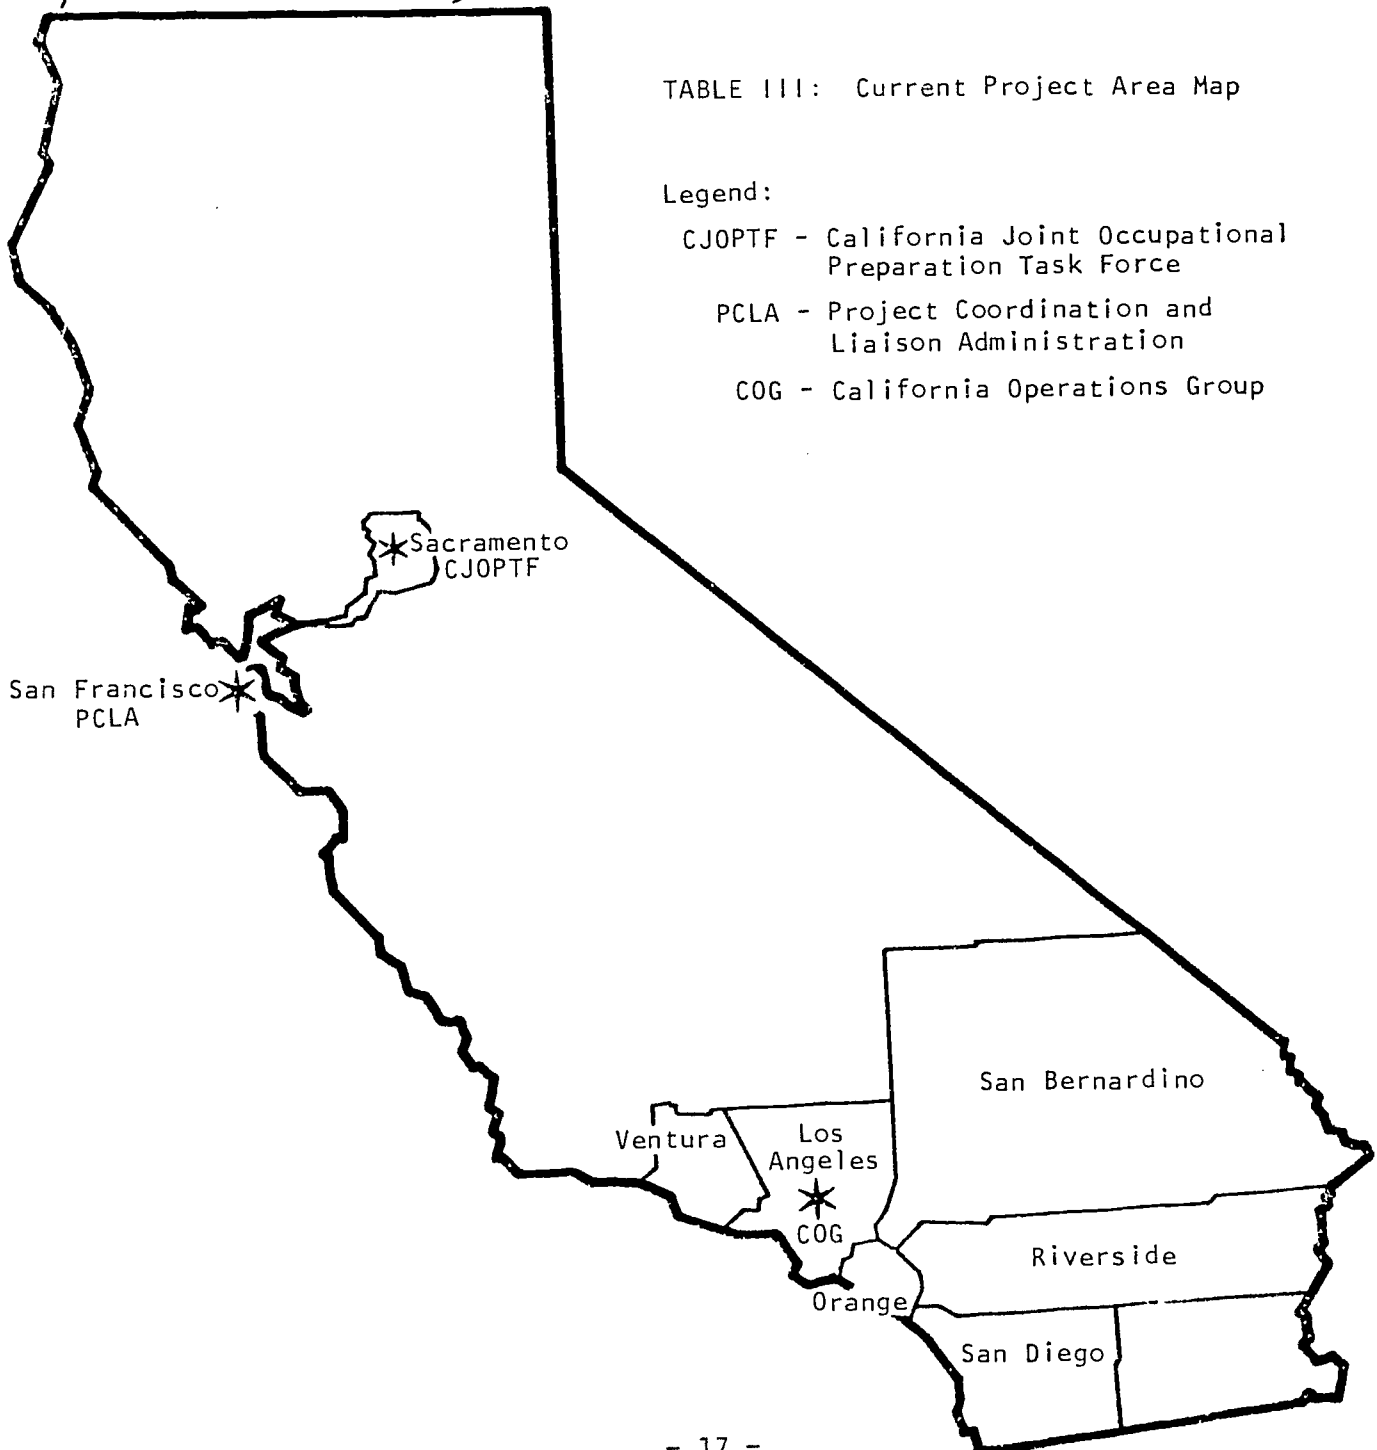 TABLE III: Current Project Area Map
Legend:
CJOPTF - California Joint Occupational
Preparation Task Force
PCLA - Project Coordination and
Liaison Administration
COG - California Operations Group
Sacramento
CJOPTF
San Francisco
PCLA
San Bernardino
Ventura
Los
Angeles
COG
Riverside
Orange
San Diego
- 17 -